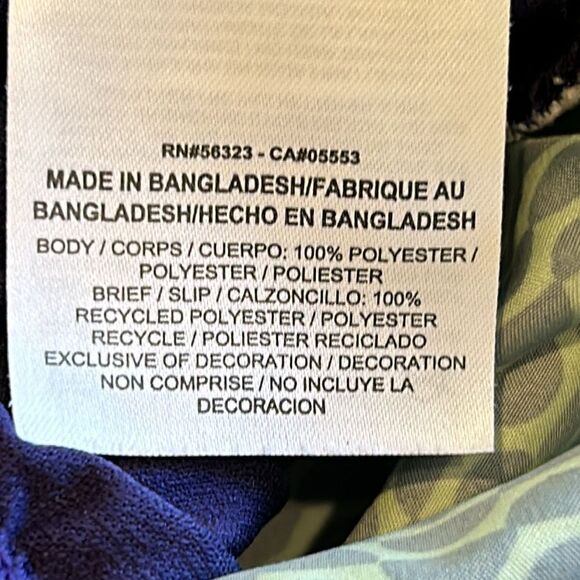 RN#56323 - CA#05553
MADE IN BANGLADESH/FABRIQUE AU
BANGLADESH/HECHO EN BANGLADESH
BODY / CORPS / CUERPO: 100% POLYESTER /
POLYESTER / POLIESTER
BRIEF / SLIP / CALZONCILLO: 100%
RECYCLED POLYESTER / POLYESTER
RECYCLE / POLIESTER RECICLADO
EXCLUSIVE OF DECORATION / DECORATION
NON COMPRISE / NO INCLUYE LA
DECORACION